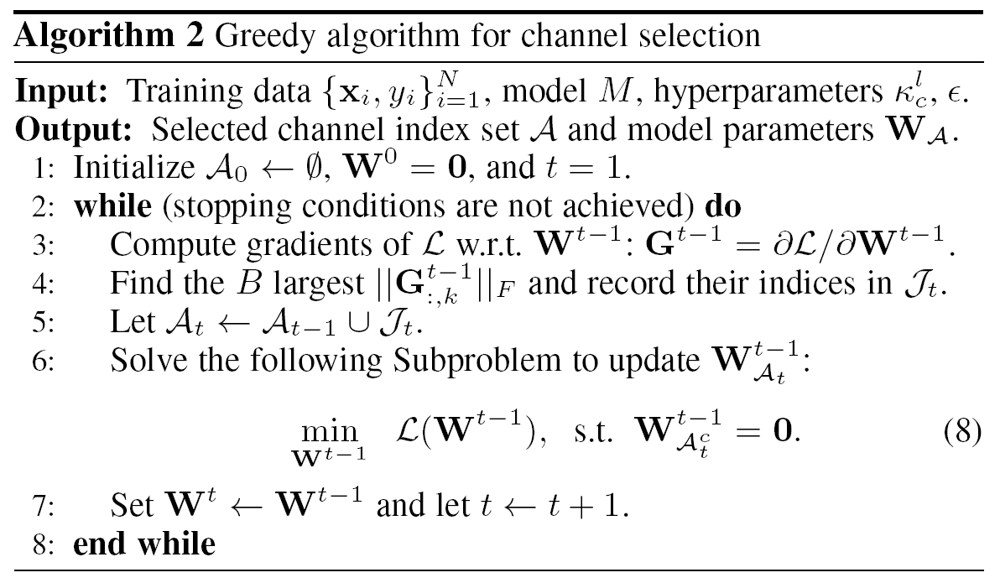 Algorithm 2 Greedy algorithm for channel selection
Input: Training data $\{\mathbf{x}_i, y_i\}_{i=1}^{N}$, model $M$, hyperparameters $\kappa_c^l$, $\epsilon$.
Output: Selected channel index set $\mathcal{A}$ and model parameters $\mathbf{W}_{\mathcal{A}}$.
1: Initialize $\mathcal{A}_0 \leftarrow \emptyset$, $\mathbf{W}^0 = \mathbf{0}$, and $t = 1$.
2: while (stopping conditions are not achieved) do
3: Compute gradients of $\mathcal{L}$ w.r.t. $\mathbf{W}^{t-1}$: $\mathbf{G}^{t-1} = \partial\mathcal{L}/\partial\mathbf{W}^{t-1}$.
4: Find the $B$ largest $||\mathbf{G}_{:,k}^{t-1}||_F$ and record their indices in $\mathcal{J}_t$.
5: Let $\mathcal{A}_t \leftarrow \mathcal{A}_{t-1} \cup \mathcal{J}_t$.
6: Solve the following Subproblem to update $\mathbf{W}_{\mathcal{A}_t}^{t-1}$:
$\min_{\mathbf{W}^{t-1}} \mathcal{L}(\mathbf{W}^{t-1})$, s.t. $\mathbf{W}_{\mathcal{A}_t^c}^{t-1} = \mathbf{0}$. (8)
7: Set $\mathbf{W}^t \leftarrow \mathbf{W}^{t-1}$ and let $t \leftarrow t + 1$.
8: end while